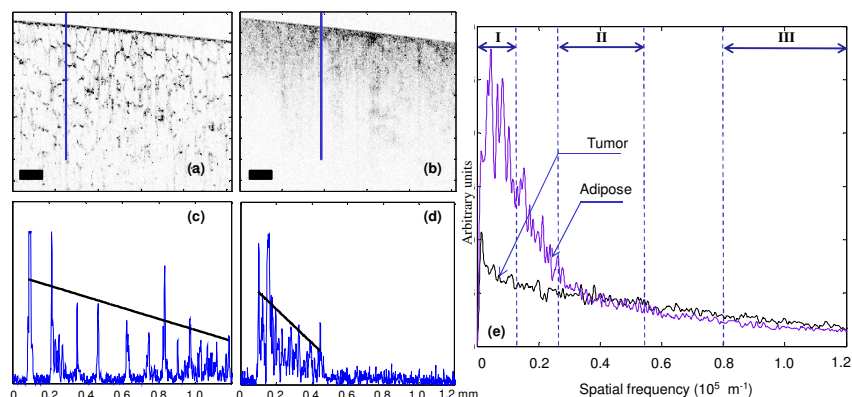 (a)
(b)
(c)
(d)
0 0.2 0.4 0.6 0.8 1.0
0 0.2 0.4 0.6 0.8 1.0 1.2 mm
I II III
Tumor
Adipose
Arbitrary units
(e)
0 0.2 0.4 0.6 0.8 1.0 1.2
Spatial frequency (10⁵ m⁻¹)